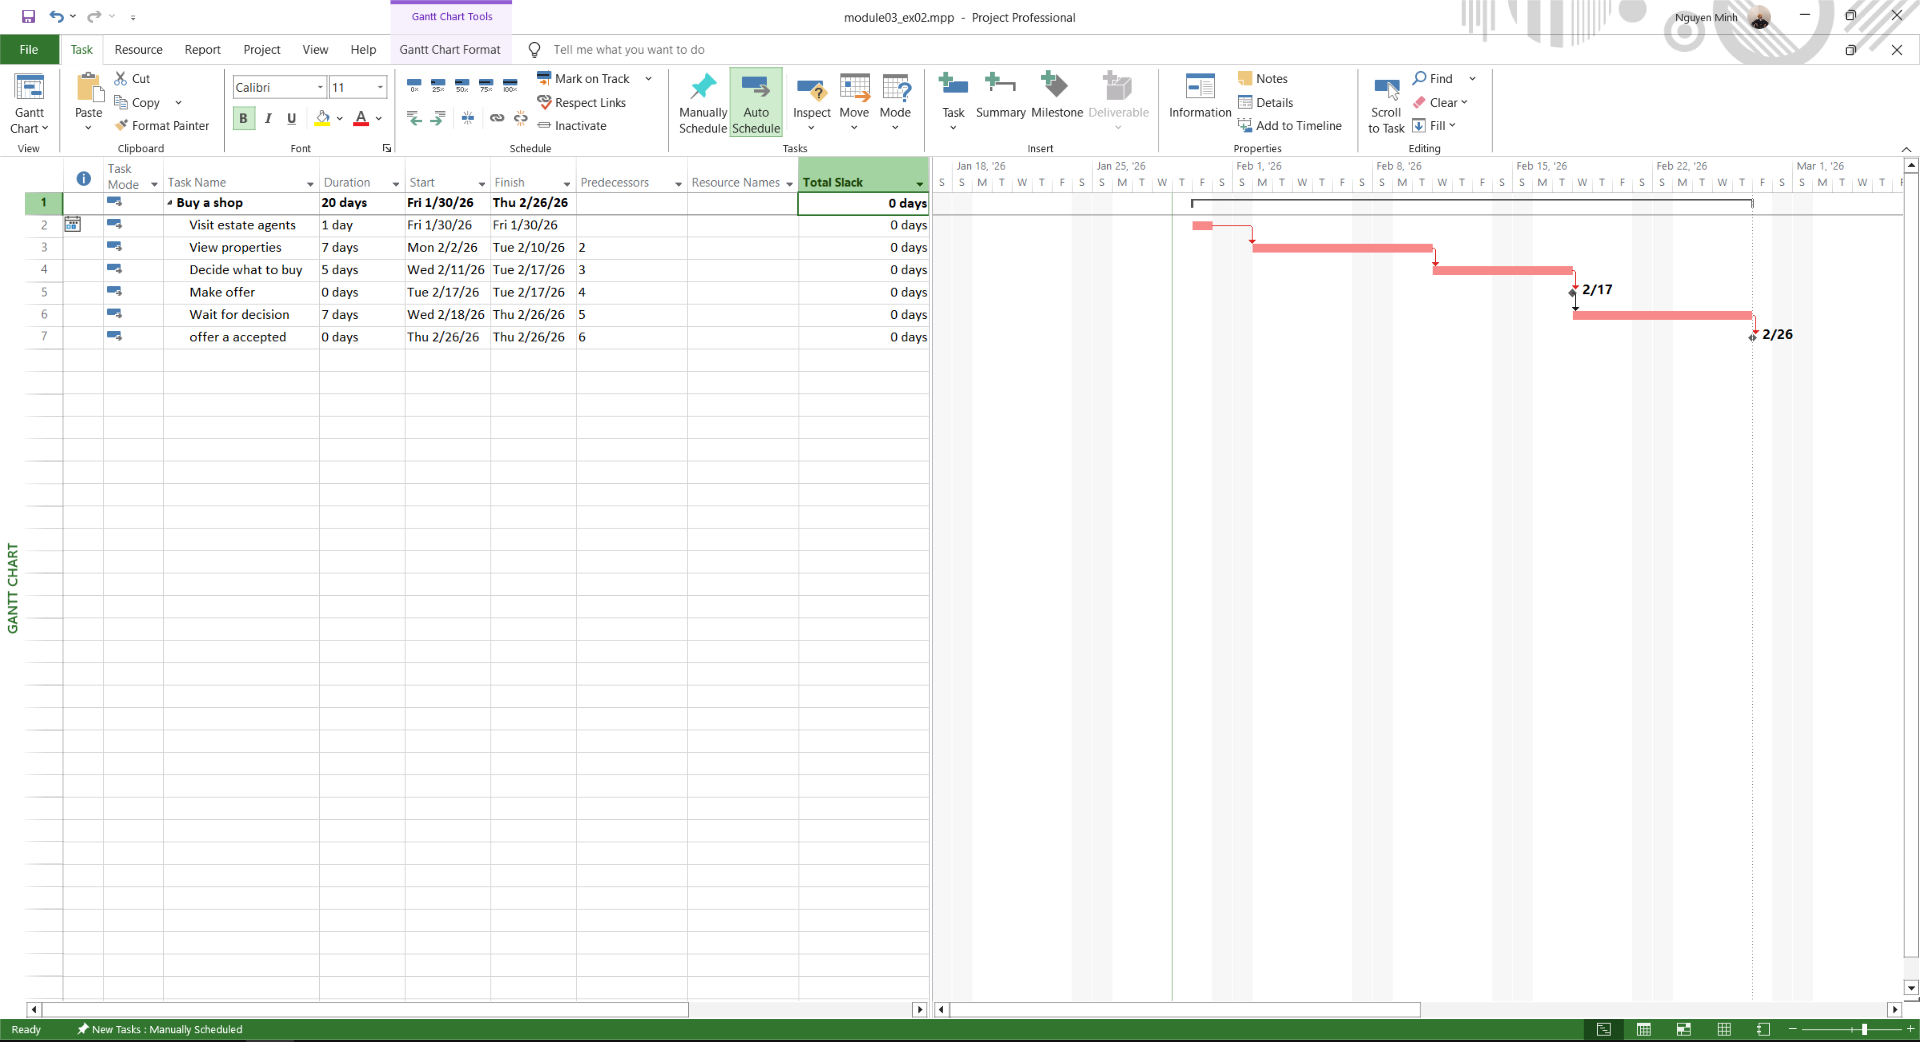 Gantt Chart Tools
module03_ex02.mpp - Project Professional
Nguyen Minh
File Task Resource Report Project View Help Gantt Chart Format Tell me what you want to do
Gantt Chart
View
Paste
Cut
Copy
Format Painter
Clipboard
Calibri 11
B I U A
Font
0% 25% 50% 75% 100%
Mark on Track
Respect Links
Inactivate
Schedule
Manually Schedule
Auto Schedule
Inspect
Move
Mode
Tasks
Task
Summary
Milestone
Deliverable
Insert
Information
Notes
Details
Add to Timeline
Properties
Scroll to Task
Find
Clear
Fill
Editing
Task Mode Task Name Duration Start Finish Predecessors Resource Names Total Slack
1 Buy a shop 20 days Fri 1/30/26 Thu 2/26/26 0 days
2 Visit estate agents 1 day Fri 1/30/26 Fri 1/30/26 0 days
3 View properties 7 days Mon 2/2/26 Tue 2/10/26 2 0 days
4 Decide what to buy 5 days Wed 2/11/26 Tue 2/17/26 3 0 days
5 Make offer 0 days Tue 2/17/26 Tue 2/17/26 4 0 days
6 Wait for decision 7 days Wed 2/18/26 Thu 2/26/26 5 0 days
7 offer a accepted 0 days Thu 2/26/26 Thu 2/26/26 6 0 days
Jan 18, '26 Jan 25, '26 Feb 1, '26 Feb 8, '26 Feb 15, '26 Feb 22, '26 Mar 1, '26
S S M T W T F S S M T W T F S S M T W T F S S M T W T F S S M T W T F S S M T W T F S S M T W T F
2/17
2/26
GANTT CHART
Ready New Tasks : Manually Scheduled